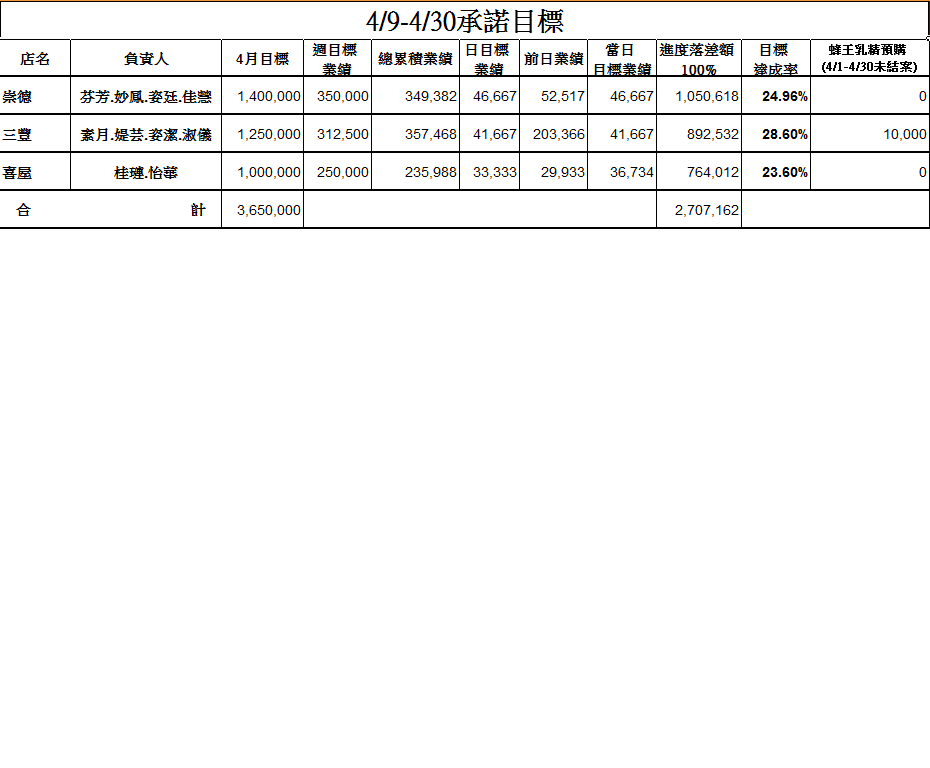 4/9-4/30承諾目標
店名 負責人 4月目標 週目標業績 總累積業績 日目標業績 前日業績 當日目標業績 進度落差額100% 目標達成率 蜂王乳精預購(4/1-4/30未結案)
崇德 芬芳.妙鳳.姿廷.佳慧 1,400,000 350,000 349,382 46,667 52,517 46,667 1,050,618 24.96% 0
三豐 素月.媞芸.姿潔.淑儀 1,250,000 312,500 357,468 41,667 203,366 41,667 892,532 28.60% 10,000
喜屋 桂璉.怡華 1,000,000 250,000 235,988 33,333 29,933 36,734 764,012 23.60% 0
合 計 3,650,000 2,707,162